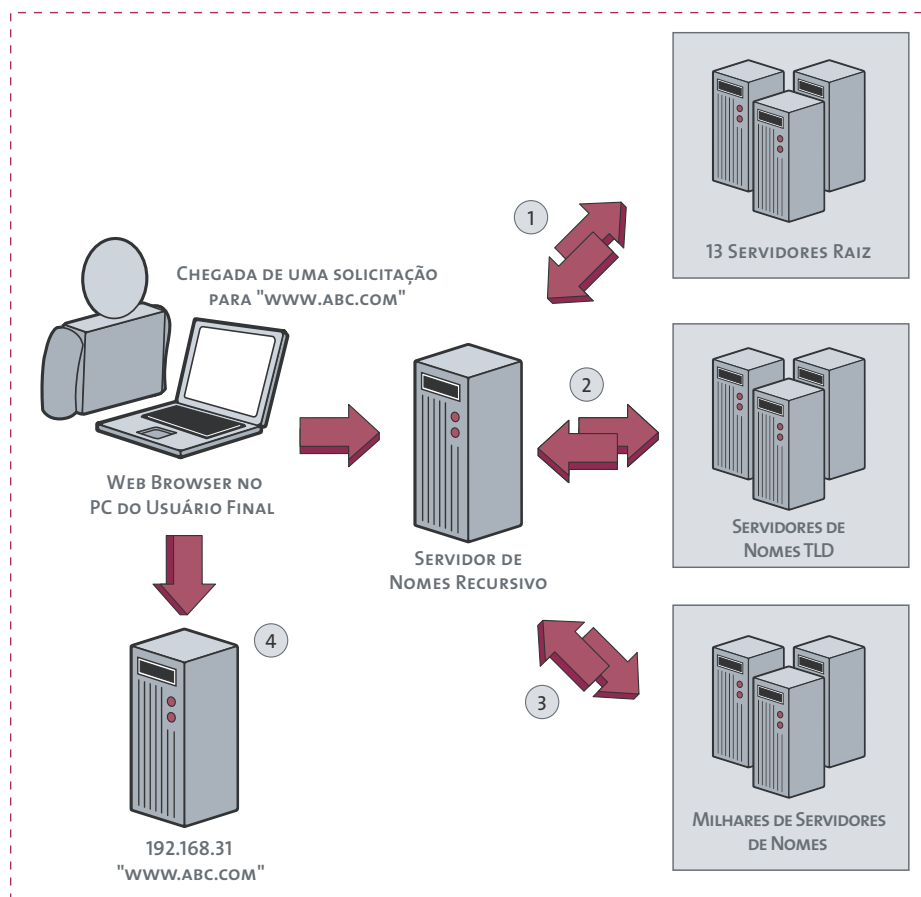 1
13 Servidores Raiz
Chegada de uma solicitação
para "www.abc.com"
2
Web Browser no
PC do Usuário Final
Servidor de
Nomes Recursivo
Servidores de
Nomes TLD
4
3
192.168.31
"www.abc.com"
Milhares de Servidores
de Nomes